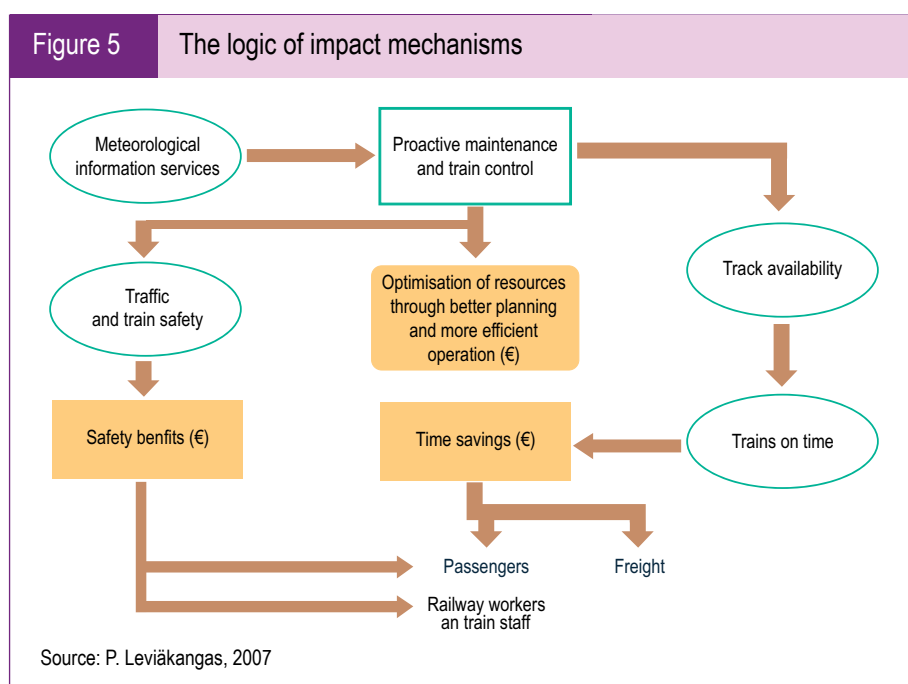 Figure 5
The logic of impact mechanisms
Meteorological
information services
Proactive maintenance
and train control
Track availability
Traffic
and train safety
Optimisation of resources
through better planning
and more efficient
operation (€)
Safety benfits (€)
Time savings (€)
Trains on time
Passengers
Freight
Railway workers
an train staff
Source: P. Leviäkangas, 2007